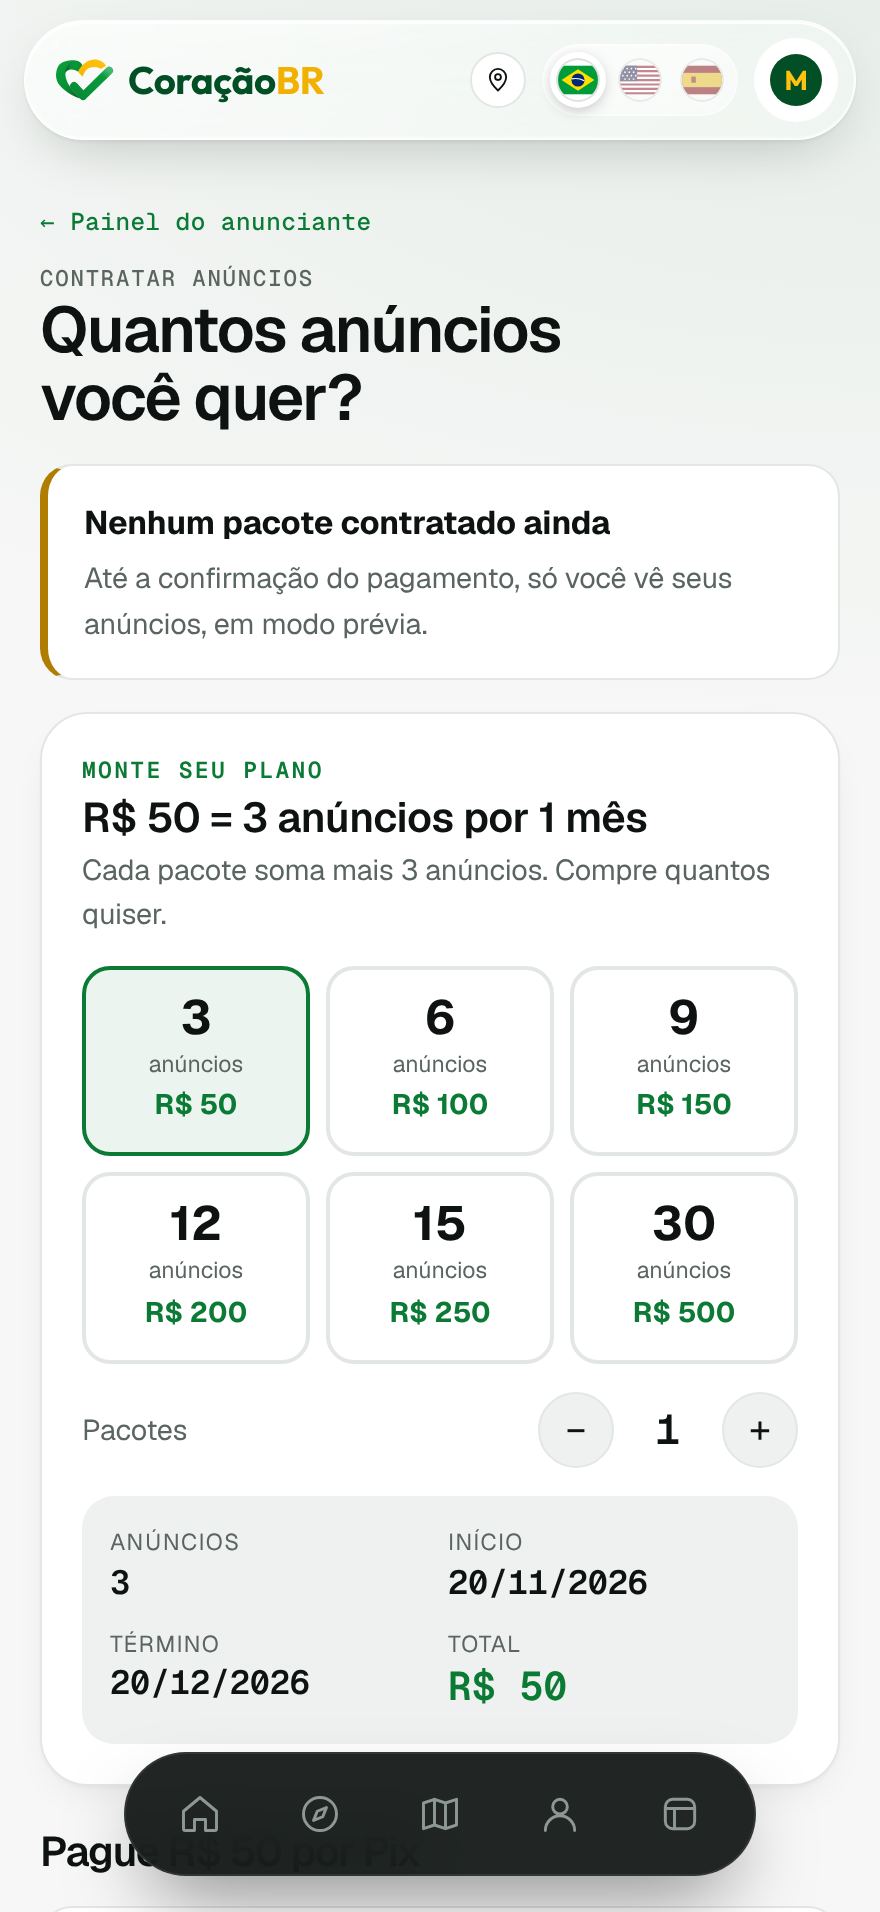 CoraçãoBR
M
← Painel do anunciante
CONTRATAR ANÚNCIOS
Quantos anúncios
você quer?
Nenhum pacote contratado ainda
Até a confirmação do pagamento, só você vê seus
anúncios, em modo prévia.
MONTE SEU PLANO
R$ 50 = 3 anúncios por 1 mês
Cada pacote soma mais 3 anúncios. Compre quantos
quiser.
3
anúncios
R$ 50
6
anúncios
R$ 100
9
anúncios
R$ 150
12
anúncios
R$ 200
15
anúncios
R$ 250
30
anúncios
R$ 500
Pacotes
− 1 +
ANÚNCIOS
3
INÍCIO
20/11/2026
TÉRMINO
20/12/2026
TOTAL
R$ 50
Pague R$ 50 por Pix